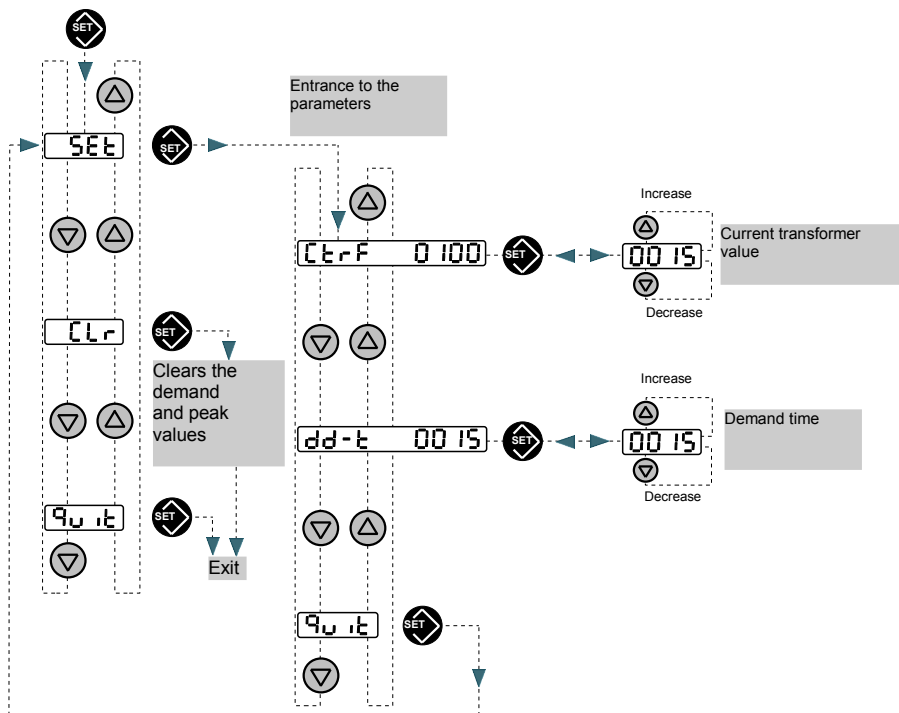 SET
Entrance to the
parameters
SEt
SET
Increase
CtrF 0100
SET
0015
Current transformer
value
Decrease
CLr
SET
Clears the
demand
and peak
values
Increase
dd-t 0015
SET
0015
Demand time
Decrease
quit
SET
Exit
quit
SET